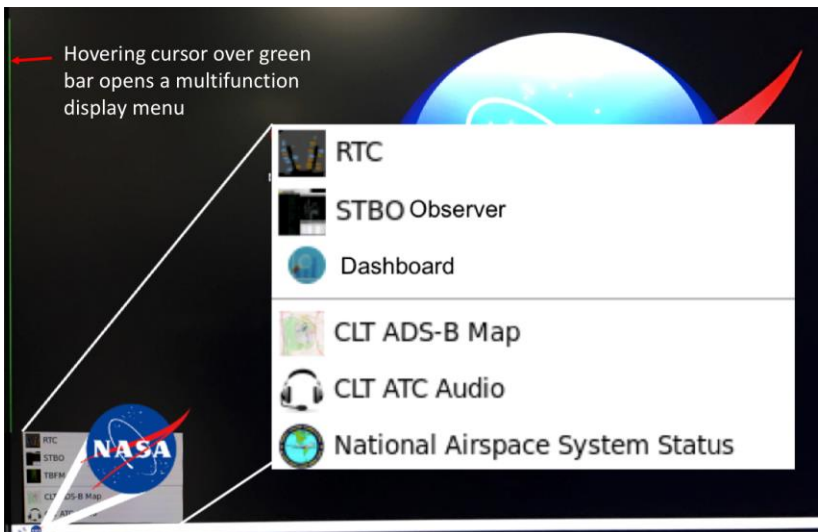 Hovering cursor over green
bar opens a multifunction
display menu
RTC
STBO Observer
Dashboard
CLT ADS-B Map
CLT ATC Audio
National Airspace System Status
RTC
STBO
TBFM
NASA
CLT ADS-B Map